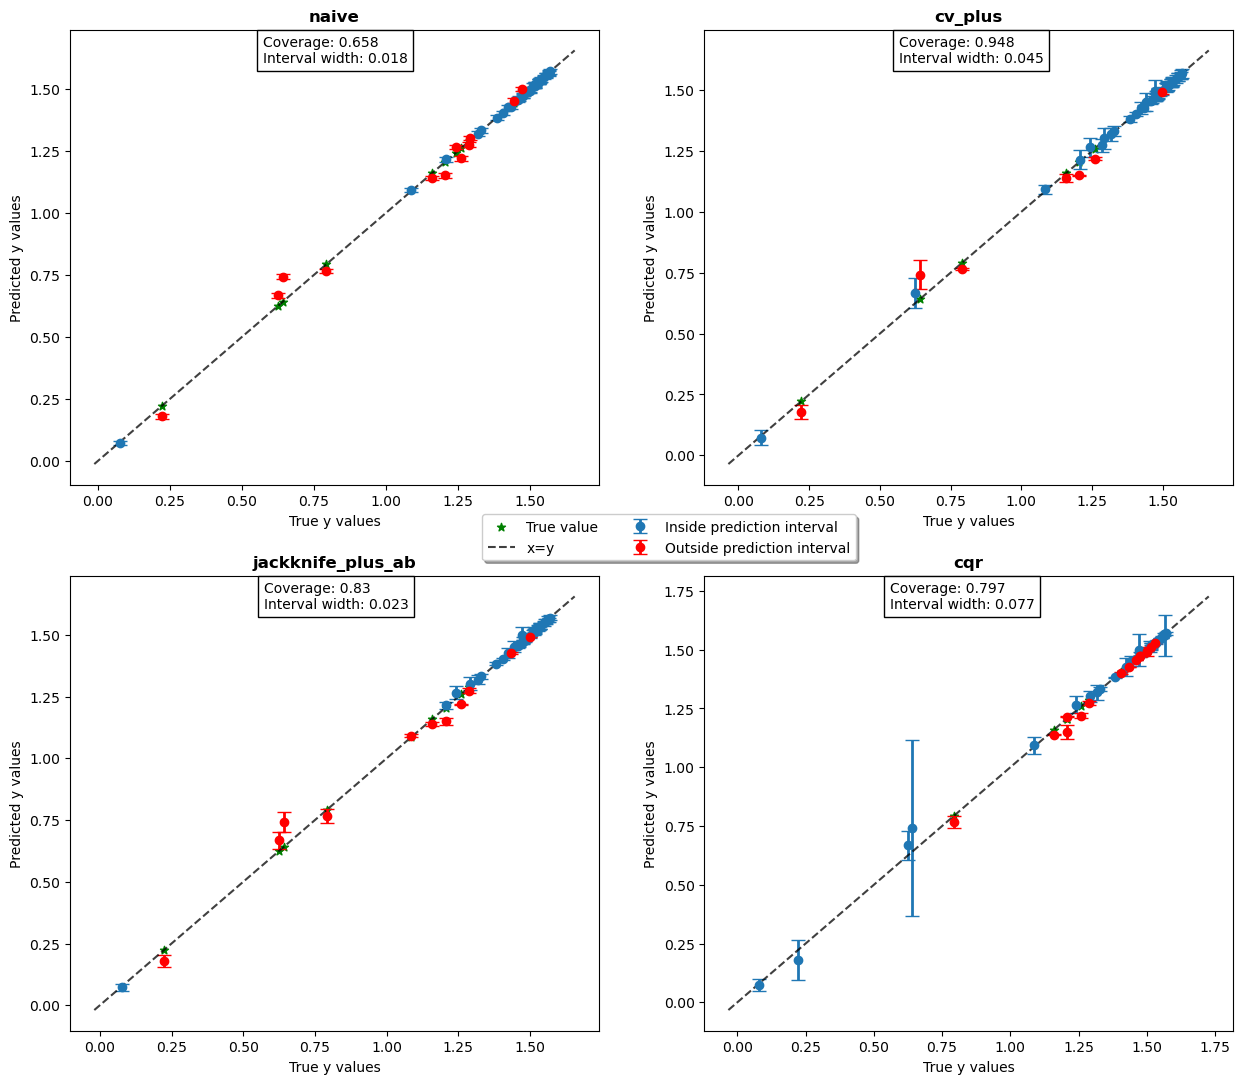 naive
Coverage: 0.658
Interval width: 0.018
1.50
1.25
1.00
0.75
0.50
0.25
0.00
Predicted y values
0.00 0.25 0.50 0.75 1.00 1.25 1.50
True y values
cv_plus
Coverage: 0.948
Interval width: 0.045
1.50
1.25
1.00
0.75
0.50
0.25
0.00
Predicted y values
0.00 0.25 0.50 0.75 1.00 1.25 1.50
True y values
True value
x=y
Inside prediction interval
Outside prediction interval
jackknife_plus_ab
Coverage: 0.83
Interval width: 0.023
1.50
1.25
1.00
0.75
0.50
0.25
0.00
Predicted y values
0.00 0.25 0.50 0.75 1.00 1.25 1.50
True y values
cqr
Coverage: 0.797
Interval width: 0.077
1.75
1.50
1.25
1.00
0.75
0.50
0.25
0.00
Predicted y values
0.00 0.25 0.50 0.75 1.00 1.25 1.50 1.75
True y values